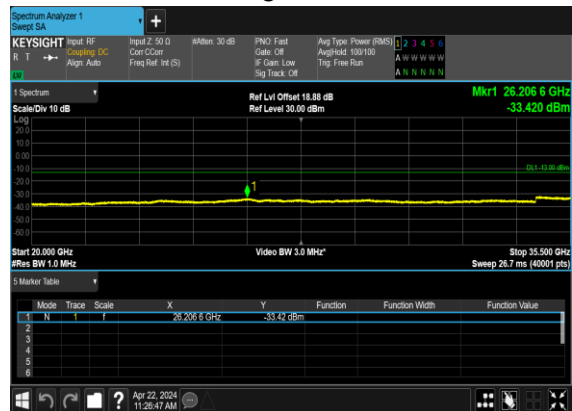 Spectrum Analyzer 1
Swept SA
+
KEYSIGHT Input: RF Input Z: 50 Ω #Atten: 30 dB PNO: Fast Avg Type: Power (RMS) 1 2 3 4 5 6
R T Coupling: DC Corr CCorr Gate: Off Avg|Hold: 100/100 A W W W W W
Align: Auto Freq Ref: Int (S) IF Gain: Low Trig: Free Run
Sig Track: Off A N N N N N
1 Spectrum Ref Lvl Offset 18.88 dB Mkr1 26.206 6 GHz
Scale/Div 10 dB Ref Level 30.00 dBm -33.420 dBm
Log
20.0
10.0
0.00
-10.0
DL1 -13.00 dBm
-20.0
1
-30.0
-40.0
-50.0
-60.0
Start 20.000 GHz Video BW 3.0 MHz* Stop 35.500 GHz
#Res BW 1.0 MHz Sweep 26.7 ms (40001 pts)
5 Marker Table
Mode Trace Scale X Y Function Function Width Function Value
1 N 1 f 26.206 6 GHz -33.42 dBm
2
3
4
5
6
? Apr 22, 2024
11:26:47 AM